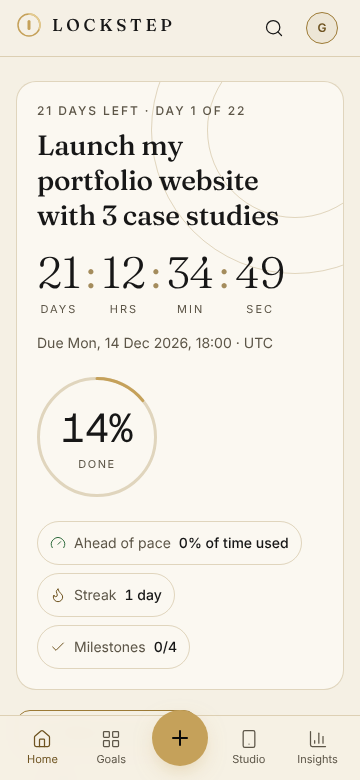 LOCKSTEP
G
21 DAYS LEFT · DAY 1 OF 22
Launch my
portfolio website
with 3 case studies
21:12:34:49
DAYS HRS MIN SEC
Due Mon, 14 Dec 2026, 18:00 · UTC
14%
DONE
Ahead of pace 0% of time used
Streak 1 day
Milestones 0/4
Home Goals Studio Insights